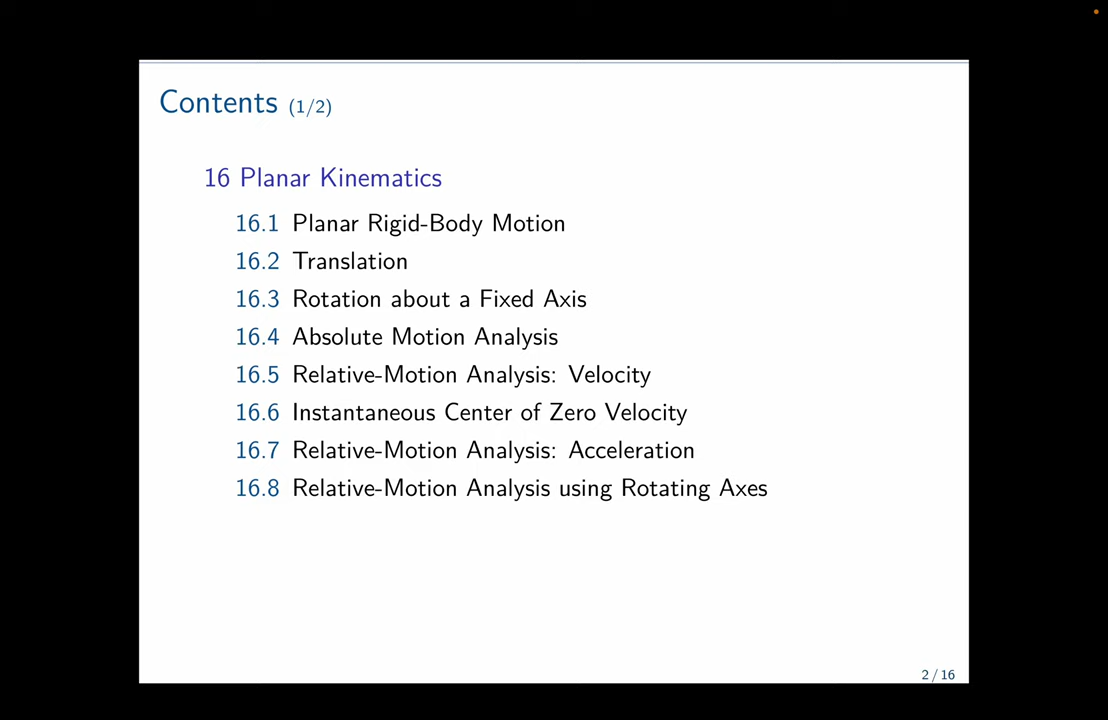 Contents (1/2)
16 Planar Kinematics
16.1 Planar Rigid-Body Motion
16.2 Translation
16.3 Rotation about a Fixed Axis
16.4 Absolute Motion Analysis
16.5 Relative-Motion Analysis: Velocity
16.6 Instantaneous Center of Zero Velocity
16.7 Relative-Motion Analysis: Acceleration
16.8 Relative-Motion Analysis using Rotating Axes
2 / 16